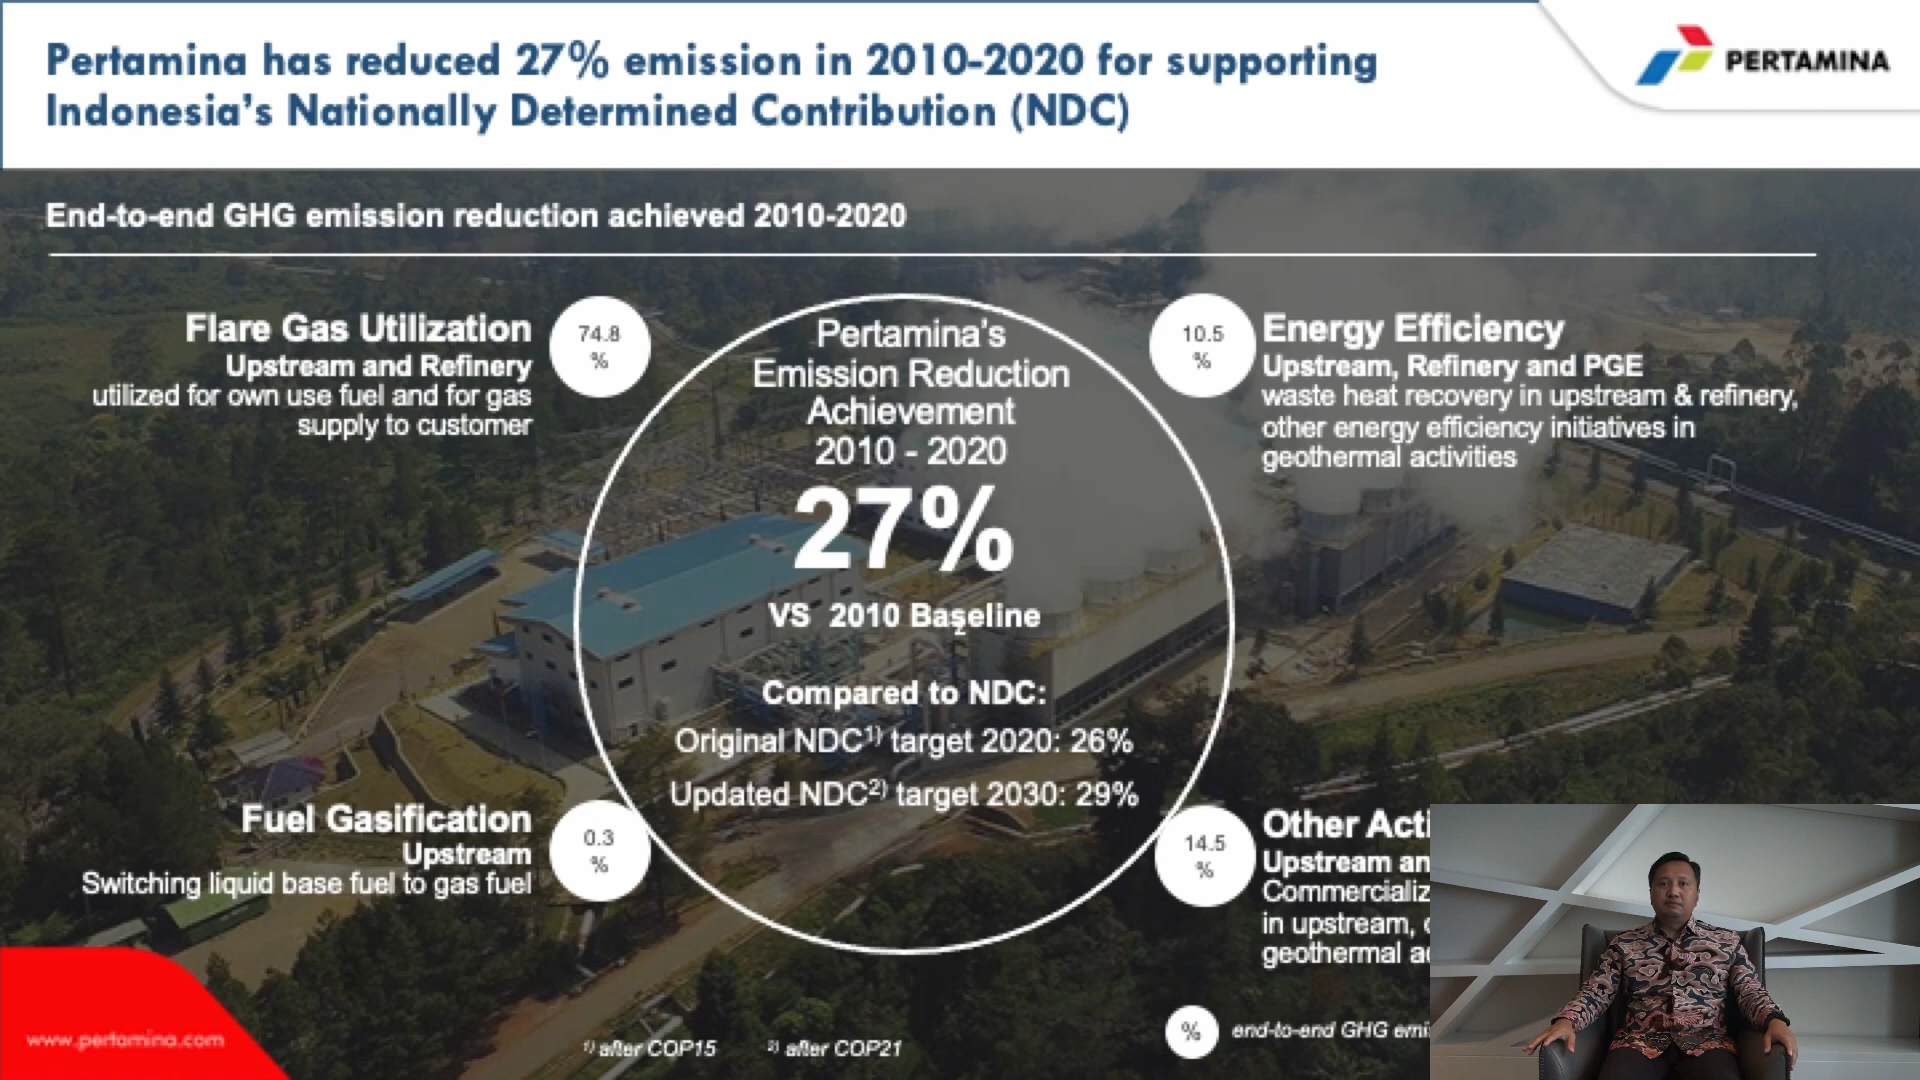 Pertamina has reduced 27% emission in 2010-2020 for supporting
Indonesia's Nationally Determined Contribution (NDC)
PERTAMINA
End-to-end GHG emission reduction achieved 2010-2020
Flare Gas Utilization
Upstream and Refinery
utilized for own use fuel and for gas
supply to customer
74.8
%
Pertamina's
Emission Reduction
Achievement
2010 - 2020
27%
VS 2010 Baseline
Compared to NDC:
Original NDC¹⁾ target 2020: 26%
Updated NDC²⁾ target 2030: 29%
10.5
%
Energy Efficiency
Upstream, Refinery and PGE
waste heat recovery in upstream & refinery,
other energy efficiency initiatives in
geothermal activities
Fuel Gasification
Upstream
Switching liquid base fuel to gas fuel
0.3
%
14.5
%
Other
Upstream
in upstream,
geothermal
% end-to-end GHG
¹⁾ after COP15
²⁾ after COP21
www.pertamina.com